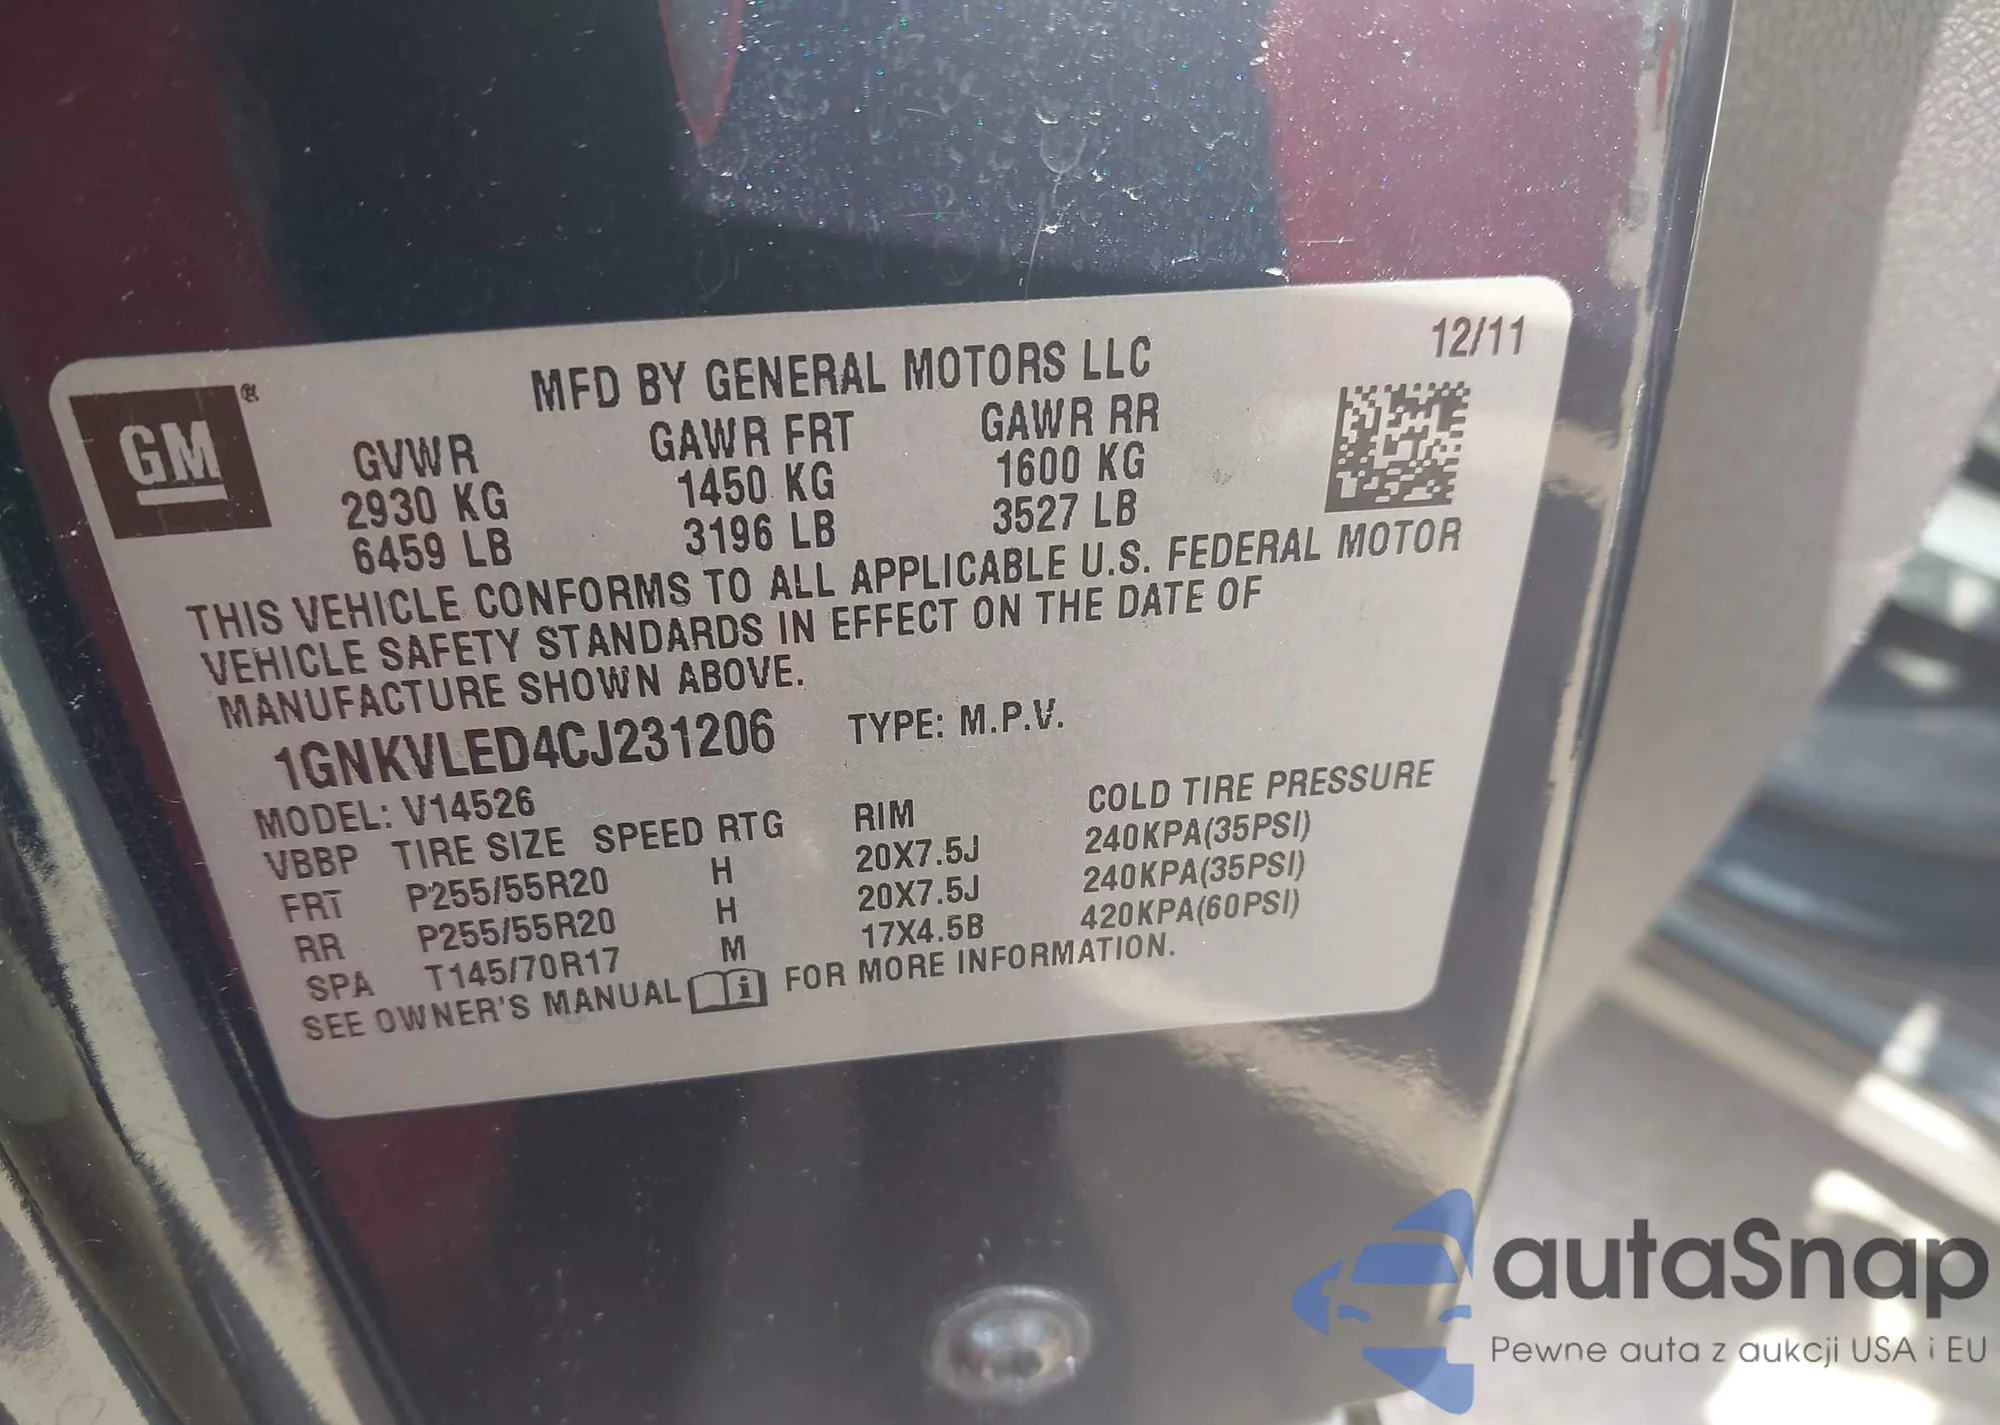 12/11
MFD BY GENERAL MOTORS LLC
GM®
GVWR GAWR FRT GAWR RR
2930 KG 1450 KG 1600 KG
6459 LB 3196 LB 3527 LB
THIS VEHICLE CONFORMS TO ALL APPLICABLE U.S. FEDERAL MOTOR
VEHICLE SAFETY STANDARDS IN EFFECT ON THE DATE OF
MANUFACTURE SHOWN ABOVE.
1GNKVLED4CJ231206 TYPE: M.P.V.
MODEL: V14526
VBBP TIRE SIZE SPEED RTG RIM COLD TIRE PRESSURE
FRT P255/55R20 H 20X7.5J 240KPA(35PSI)
RR P255/55R20 H 20X7.5J 240KPA(35PSI)
SPA T145/70R17 M 17X4.5B 420KPA(60PSI)
SEE OWNER'S MANUAL i FOR MORE INFORMATION.
autaSnap
Pewne auta z aukcji USA i EU